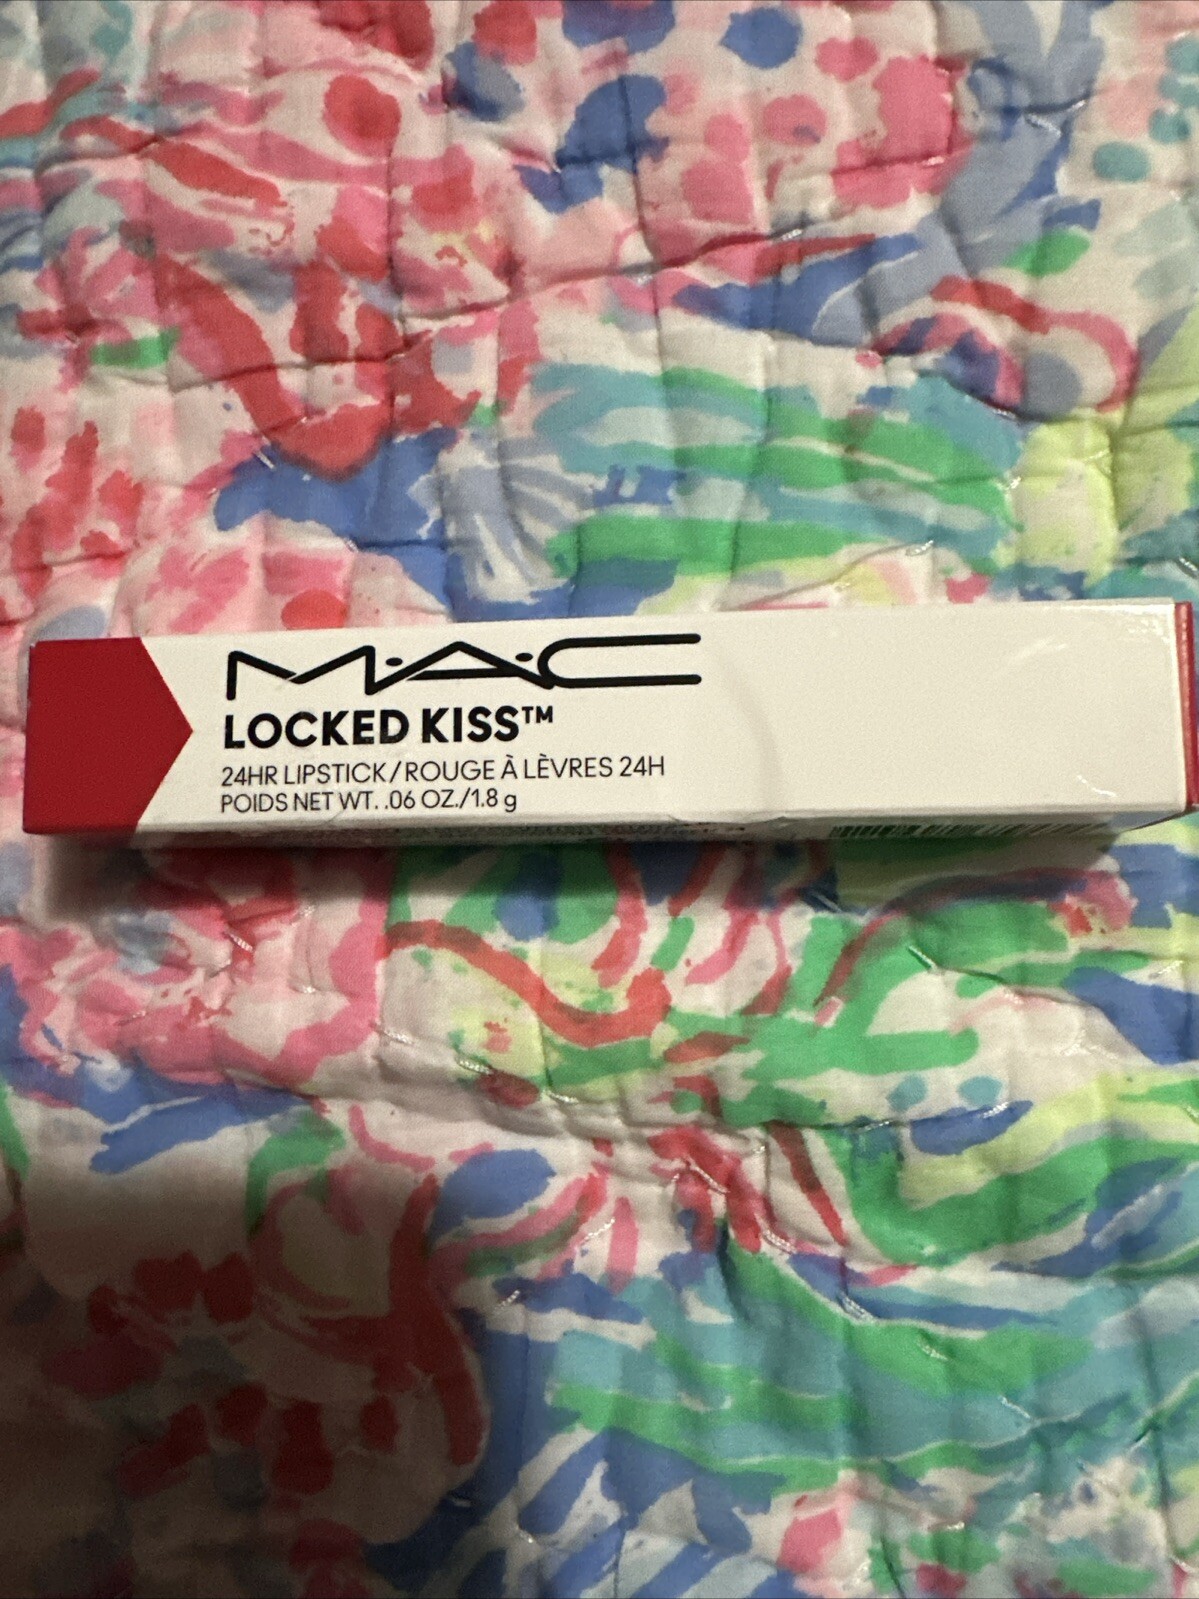 M·A·C
LOCKED KISS™
24HR LIPSTICK/ROUGE À LÈVRES 24H
POIDS NET WT. .06 OZ./1.8 g